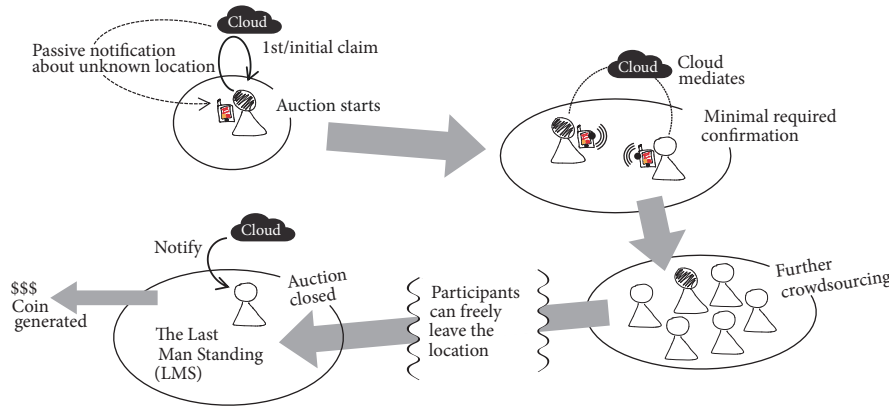 Cloud
Passive notification
about unknown location
1st/initial claim
Auction starts
Cloud
Cloud
mediates
Minimal required
confirmation
Further
crowdsourcing
Participants
can freely
leave the
location
Cloud
Notify
Auction
closed
The Last
Man Standing
(LMS)
$$$
Coin
generated